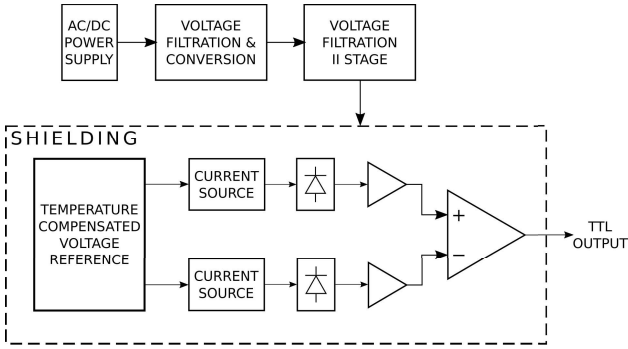 AC/DC
POWER
SUPPLY
VOLTAGE
FILTRATION &
CONVERSION
VOLTAGE
FILTRATION
II STAGE
SHIELDING
TEMPERATURE
COMPENSATED
VOLTAGE
REFERENCE
CURRENT
SOURCE
CURRENT
SOURCE
+
−
TTL
OUTPUT